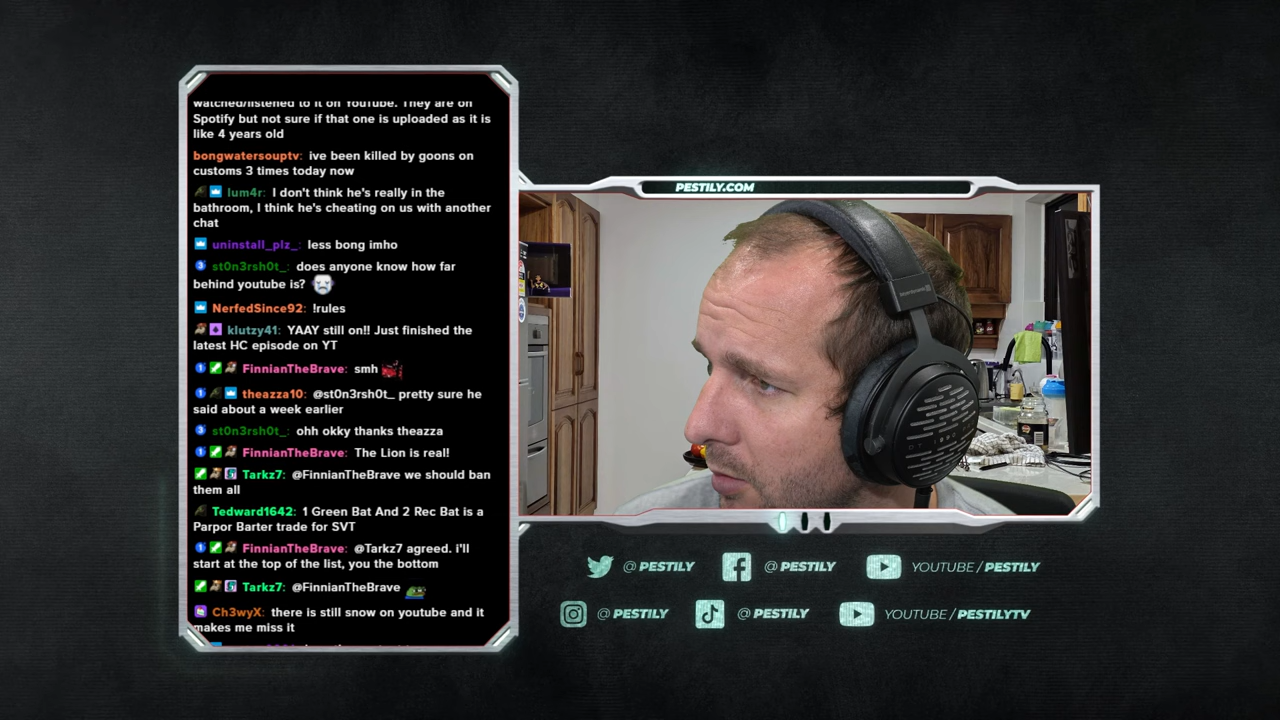 watched/listened to it on YouTube. They are on
Spotify but not sure if that one is uploaded as it is
like 4 years old
bongwatersouptv: ive been killed by goons on
customs 3 times today now
lum4r: I don't think he's really in the
bathroom, I think he's cheating on us with another
chat
uninstall_plz_: less bong imho
st0n3rsh0t_: does anyone know how far
behind youtube is?
NerfedSince92: !rules
klutzy41: YAAY still on!! Just finished the
latest HC episode on YT
FinnianTheBrave: smh
theazza10: @st0n3rsh0t_ pretty sure he
said about a week earlier
st0n3rsh0t_: ohh okky thanks theazza
FinnianTheBrave: The Lion is real!
Tarkz7: @FinnianTheBrave we should ban
them all
Tedward1642: 1 Green Bat And 2 Rec Bat is a
Parpor Barter trade for SVT
FinnianTheBrave: @Tarkz7 agreed. i'll
start at the top of the list, you the bottom
Tarkz7: @FinnianTheBrave
Ch3wyX: there is still snow on youtube and it
makes me miss it
PESTILY.COM
@PESTILY
@PESTILY
YOUTUBE/PESTILY
@PESTILY
@PESTILY
YOUTUBE/PESTILYTV